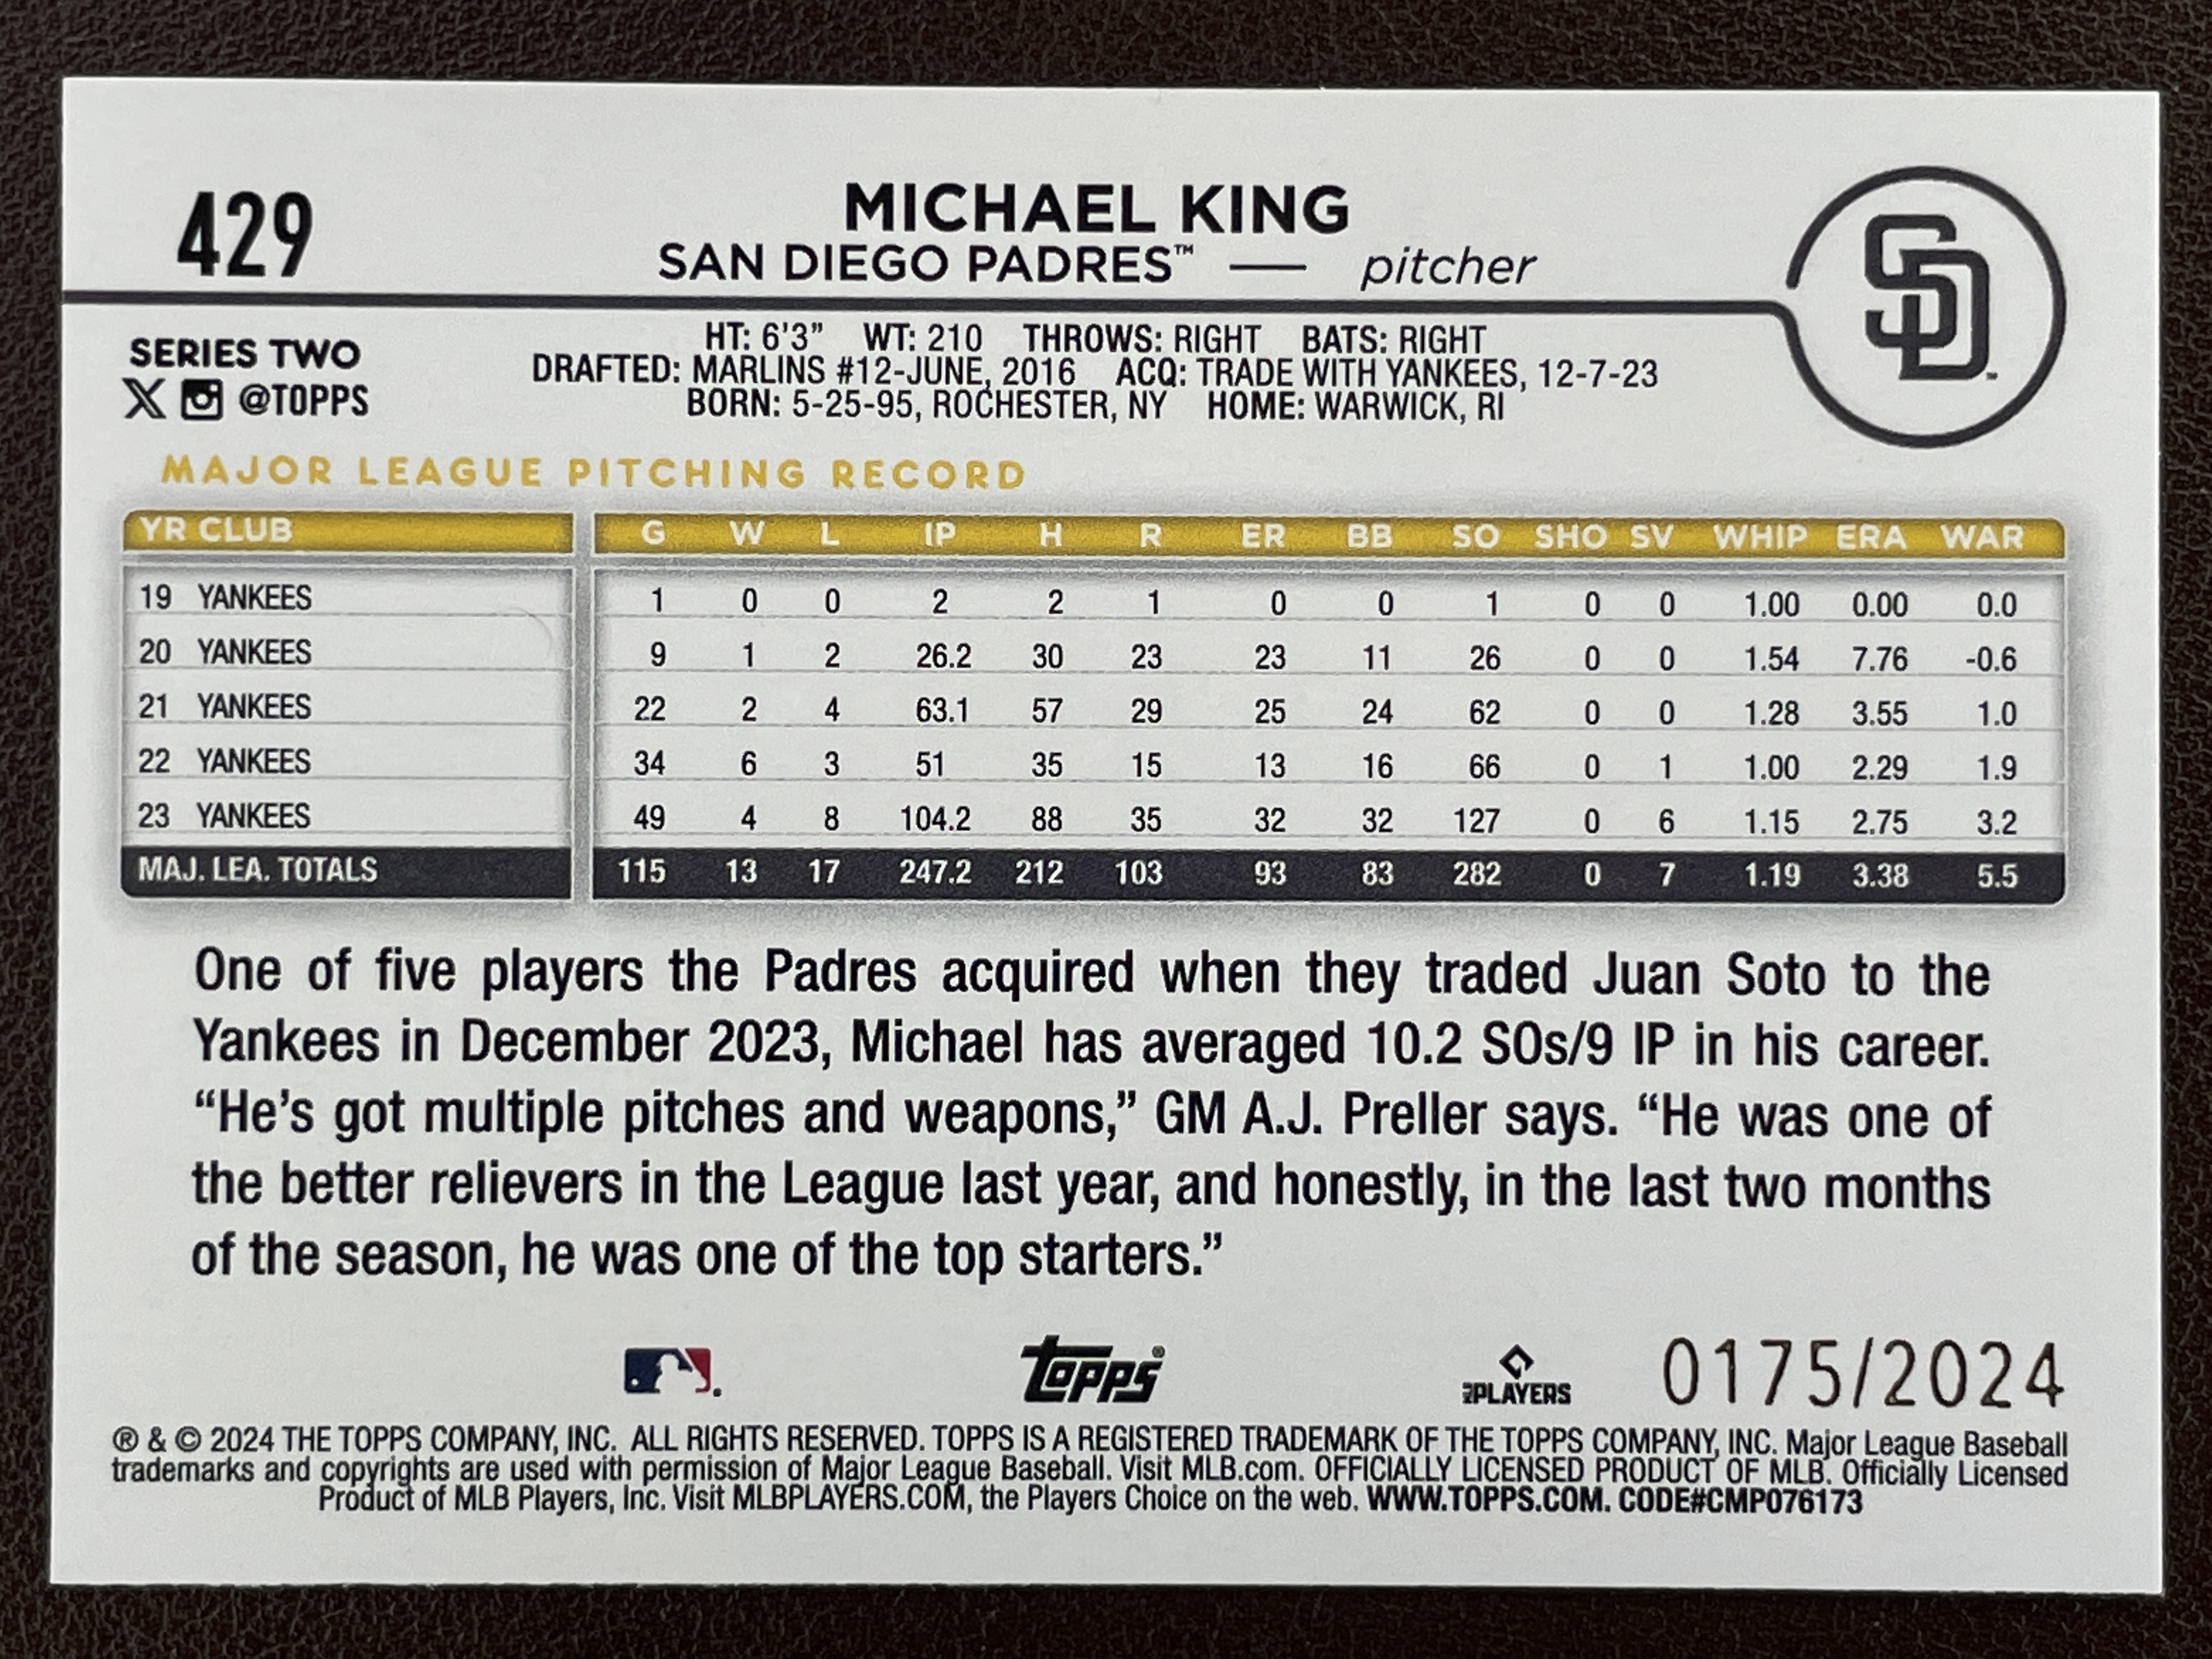 429
MICHAEL KING
SAN DIEGO PADRES™ — pitcher
SD™
SERIES TWO
X @TOPPS
HT: 6'3” WT: 210 THROWS: RIGHT BATS: RIGHT
DRAFTED: MARLINS #12-JUNE, 2016 ACQ: TRADE WITH YANKEES, 12-7-23
BORN: 5-25-95, ROCHESTER, NY HOME: WARWICK, RI
MAJOR LEAGUE PITCHING RECORD
YR CLUB G W L IP H R ER BB SO SHO SV WHIP ERA WAR
19 YANKEES 1 0 0 2 2 1 0 0 1 0 0 1.00 0.00 0.0
20 YANKEES 9 1 2 26.2 30 23 23 11 26 0 0 1.54 7.76 -0.6
21 YANKEES 22 2 4 63.1 57 29 25 24 62 0 0 1.28 3.55 1.0
22 YANKEES 34 6 3 51 35 15 13 16 66 0 1 1.00 2.29 1.9
23 YANKEES 49 4 8 104.2 88 35 32 32 127 0 6 1.15 2.75 3.2
MAJ. LEA. TOTALS 115 13 17 247.2 212 103 93 83 282 0 7 1.19 3.38 5.5
One of five players the Padres acquired when they traded Juan Soto to the
Yankees in December 2023, Michael has averaged 10.2 SOs/9 IP in his career.
“He’s got multiple pitches and weapons,” GM A.J. Preller says. “He was one of
the better relievers in the League last year, and honestly, in the last two months
of the season, he was one of the top starters.”
topps® PLAYERS 0175/2024
® & © 2024 THE TOPPS COMPANY, INC. ALL RIGHTS RESERVED. TOPPS IS A REGISTERED TRADEMARK OF THE TOPPS COMPANY, INC. Major League Baseball
trademarks and copyrights are used with permission of Major League Baseball. Visit MLB.com. OFFICIALLY LICENSED PRODUCT OF MLB. Officially Licensed
Product of MLB Players, Inc. Visit MLBPLAYERS.COM, the Players Choice on the web. WWW.TOPPS.COM. CODE#CMP076173